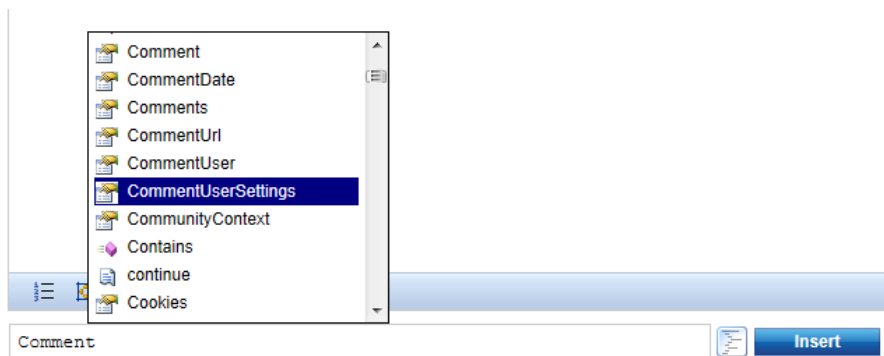 Comment
CommentDate
Comments
CommentUrl
CommentUser
CommentUserSettings
CommunityContext
Contains
continue
Cookies
Comment
Insert